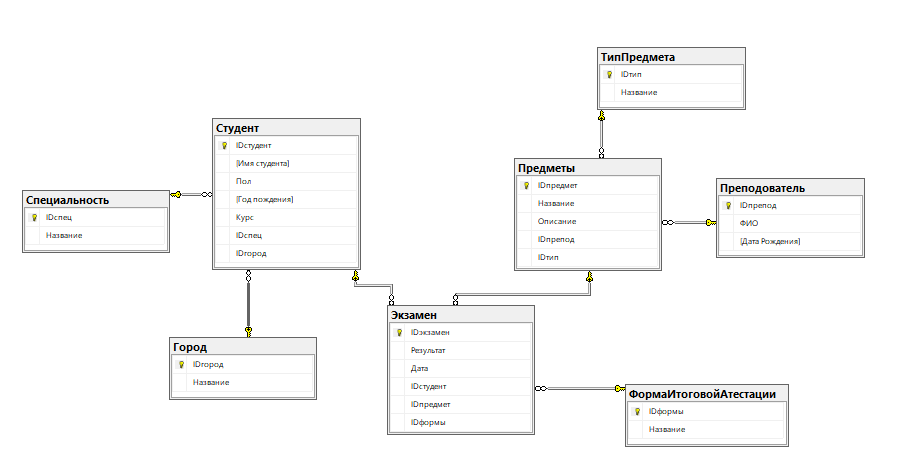 ТипПредмета
IDтип
Название
Студент
IDстудент
[Имя студента]
Пол
[Год пождения]
Курс
IDспец
IDгород
Предметы
IDпредмет
Название
Описание
IDпрепод
IDтип
Преподователь
IDпрепод
ФИО
[Дата Рождения]
Специальность
IDспец
Название
Экзамен
IDэкзамен
Результат
Дата
IDстудент
IDпредмет
IDформы
Город
IDгород
Название
ФормаИтоговойАтестации
IDформы
Название